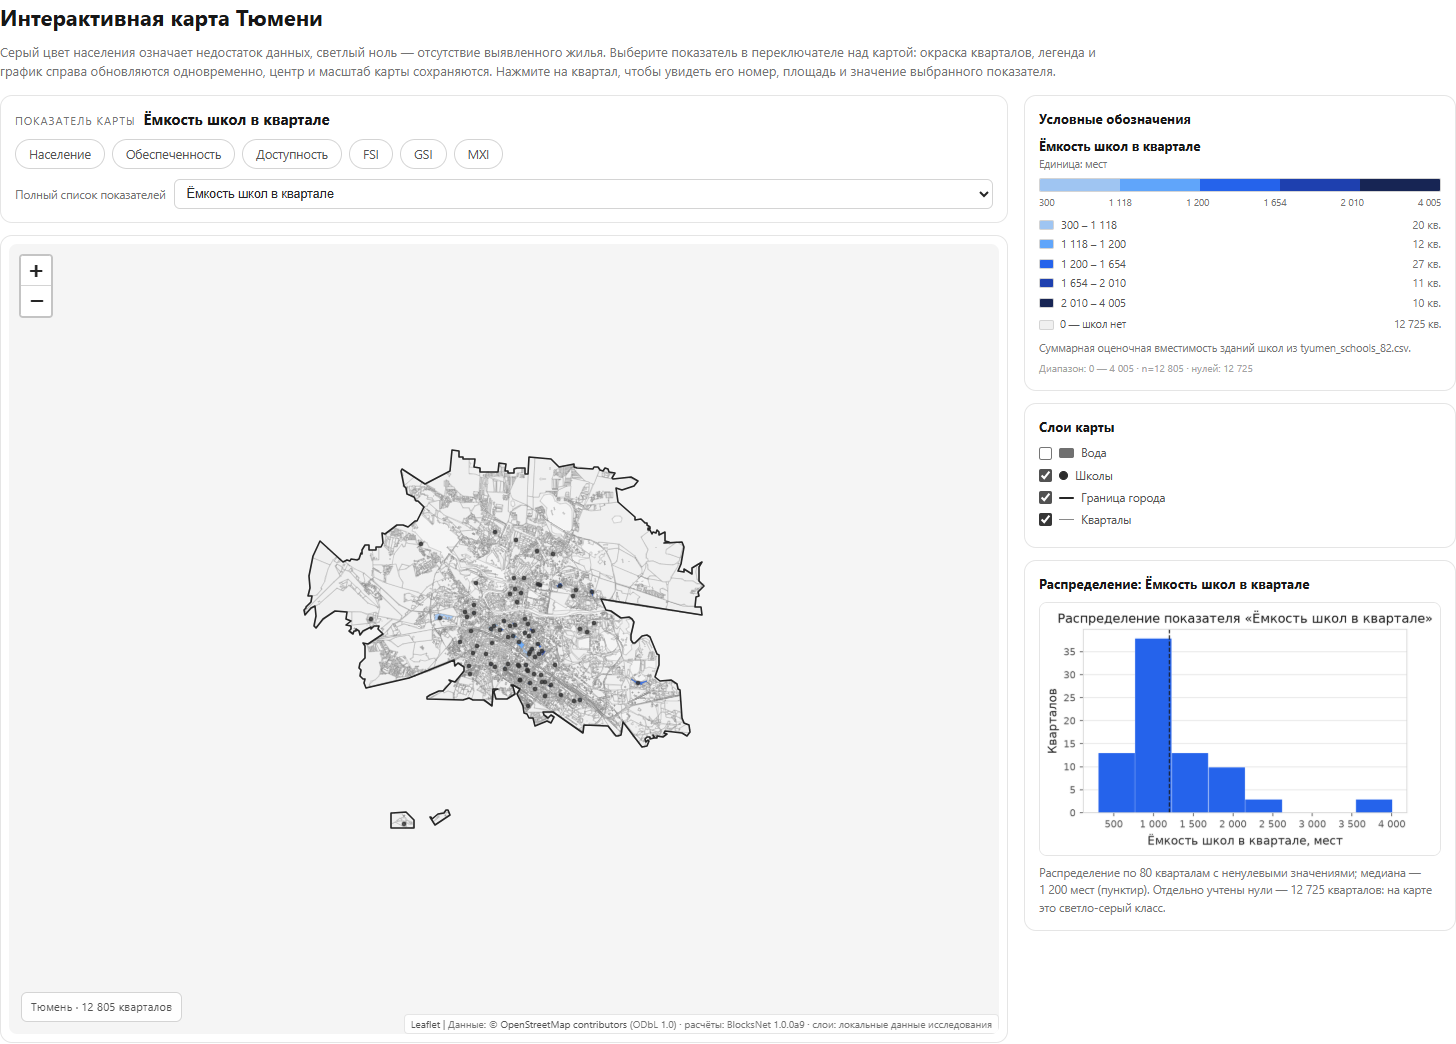 Интерактивная карта Тюмени
Серый цвет населения означает недостаток данных, светлый ноль — отсутствие выявленного жилья. Выберите показатель в переключателе над картой: окраска кварталов, легенда и
график справа обновляются одновременно, центр и масштаб карты сохраняются. Нажмите на квартал, чтобы увидеть его номер, площадь и значение выбранного показателя.
ПОКАЗАТЕЛЬ КАРТЫ Ёмкость школ в квартале
Население Обеспеченность Доступность FSI GSI MXI
Полный список показателей Ёмкость школ в квартале
+
−
Тюмень · 12 805 кварталов
Leaflet | Данные: © OpenStreetMap contributors (ODbL 1.0) · расчёты: BlocksNet 1.0.0a9 · слои: локальные данные исследования
Условные обозначения
Ёмкость школ в квартале
Единица: мест
300 1 118 1 200 1 654 2 010 4 005
300 – 1 118 20 кв.
1 118 – 1 200 12 кв.
1 200 – 1 654 27 кв.
1 654 – 2 010 11 кв.
2 010 – 4 005 10 кв.
0 — школ нет 12 725 кв.
Суммарная оценочная вместимость зданий школ из tyumen_schools_82.csv.
Диапазон: 0 — 4 005 · n=12 805 · нулей: 12 725
Слои карты
Вода
Школы
Граница города
Кварталы
Распределение: Ёмкость школ в квартале
Распределение показателя «Ёмкость школ в квартале»
Кварталов
35
30
25
20
15
10
5
0
500 1 000 1 500 2 000 2 500 3 000 3 500 4 000
Ёмкость школ в квартале, мест
Распределение по 80 кварталам с ненулевыми значениями; медиана —
1 200 мест (пунктир). Отдельно учтены нули — 12 725 кварталов: на карте
это светло-серый класс.